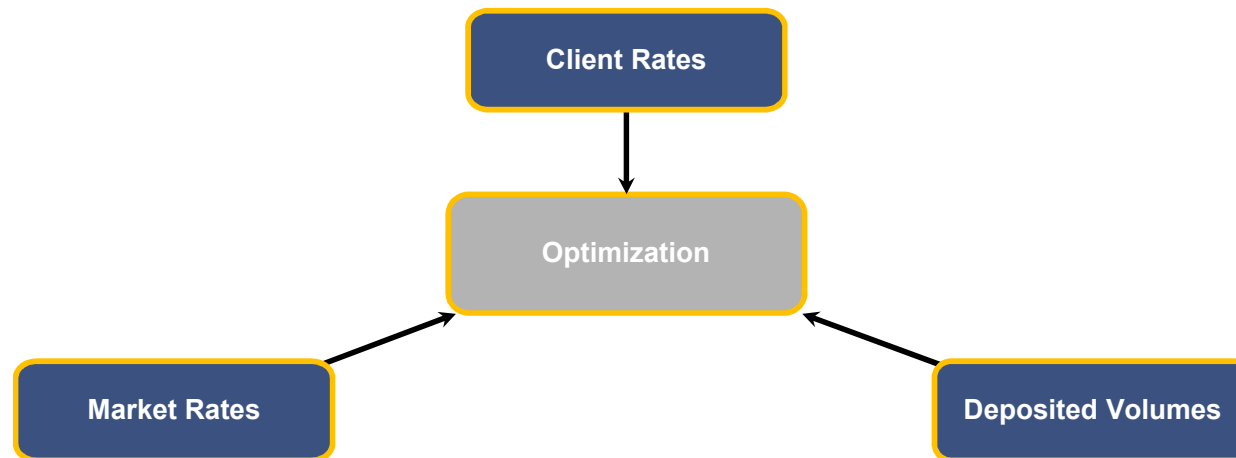 Client Rates
Optimization
Market Rates
Deposited Volumes